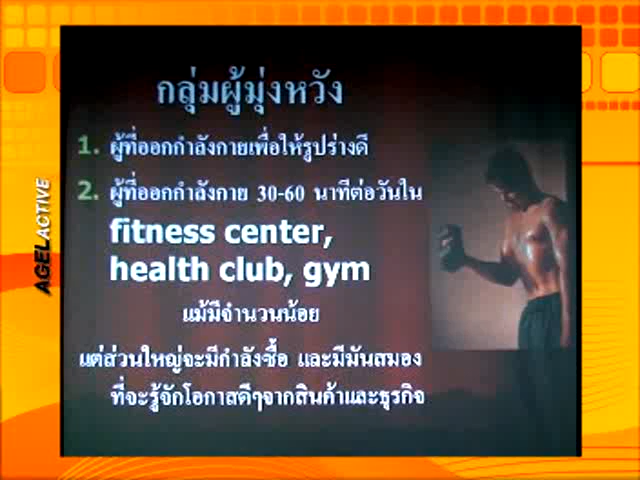 กลุ่มผู้มุ่งหวัง
1. ผู้ที่ออกกำลังกายเพื่อให้รูปร่างดี
2. ผู้ที่ออกกำลังกาย 30-60 นาทีต่อวันใน
fitness center,
health club, gym
แม้มีจำนวนน้อย
แต่ส่วนใหญ่จะมีกำลังซื้อ และมีมันสมอง
ที่จะรู้จักโอกาสดีๆจากสินค้าและธุรกิจ
AGELACTIVE